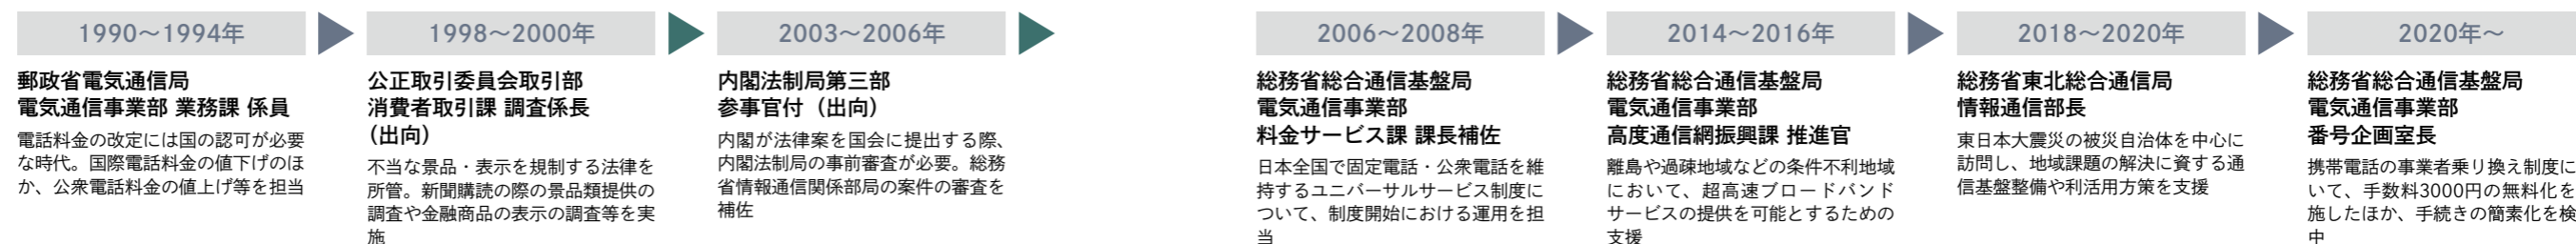 1990～1994年
郵政省電気通信局
電気通信事業部 業務課 係員
電話料金の改定には国の認可が必要
な時代。国際電話料金の値下げのほ
か、公衆電話料金の値上げ等を担当
1998～2000年
公正取引委員会取引部
消費者取引課 調査係長
（出向）
不当な景品・表示を規制する法律を
所管。新聞購読の際の景品類提供の
調査や金融商品の表示の調査等を実
施
2003～2006年
内閣法制局第三部
参事官付（出向）
内閣が法律案を国会に提出する際、
内閣法制局の事前審査が必要。総務
省情報通信関係部局の案件の審査を
補佐
2006～2008年
総務省総合通信基盤局
電気通信事業部
料金サービス課 課長補佐
日本全国で固定電話・公衆電話を維
持するユニバーサルサービス制度に
ついて、制度開始における運用を担
当
2014～2016年
総務省総合通信基盤局
電気通信事業部
高度通信網振興課 推進官
離島や過疎地域などの条件不利地域
において、超高速ブロードバンド
サービスの提供を可能とするための
支援
2018～2020年
総務省東北総合通信局
情報通信部長
東日本大震災の被災自治体を中心に
訪問し、地域課題の解決に資する通
信基盤整備や利活用方策を支援
2020年～
総務省総合通信基盤局
電気通信事業部
番号企画室長
携帯電話の事業者乗り換え制度に
いて、手数料3000円の無料化を
施したほか、手続きの簡素化を検
中